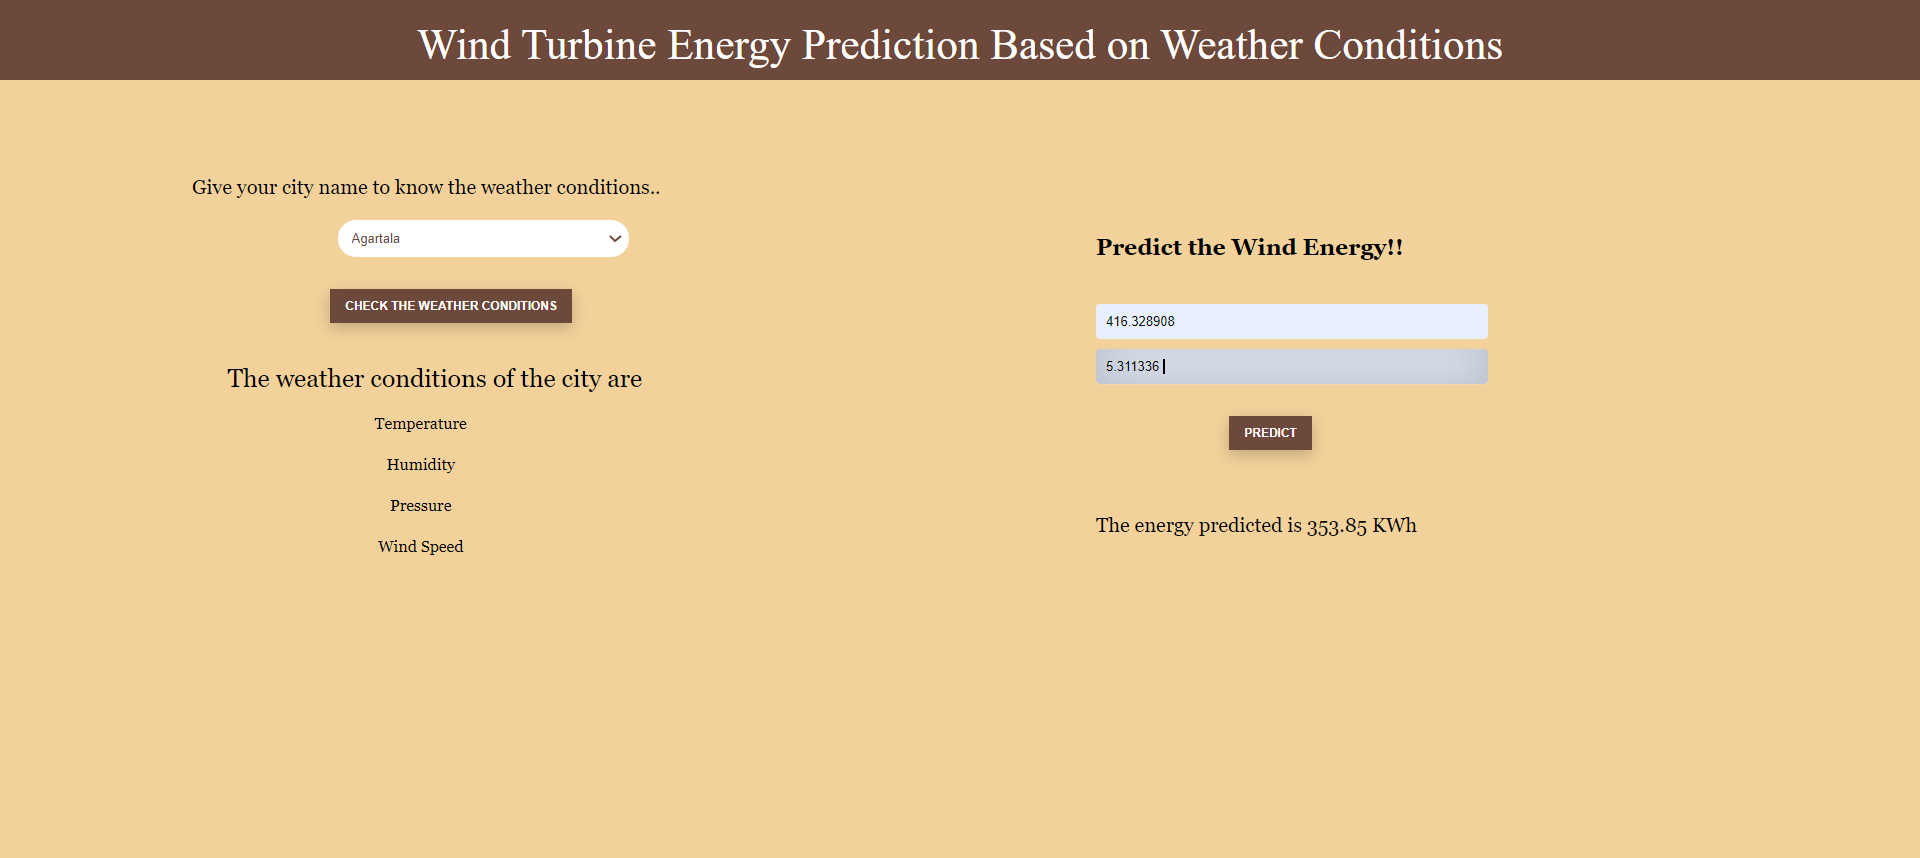 Wind Turbine Energy Prediction Based on Weather Conditions
Give your city name to know the weather conditions..
Agartala
CHECK THE WEATHER CONDITIONS
The weather conditions of the city are
Temperature
Humidity
Pressure
Wind Speed
Predict the Wind Energy!!
416.328908
5.311336
PREDICT
The energy predicted is 353.85 KWh